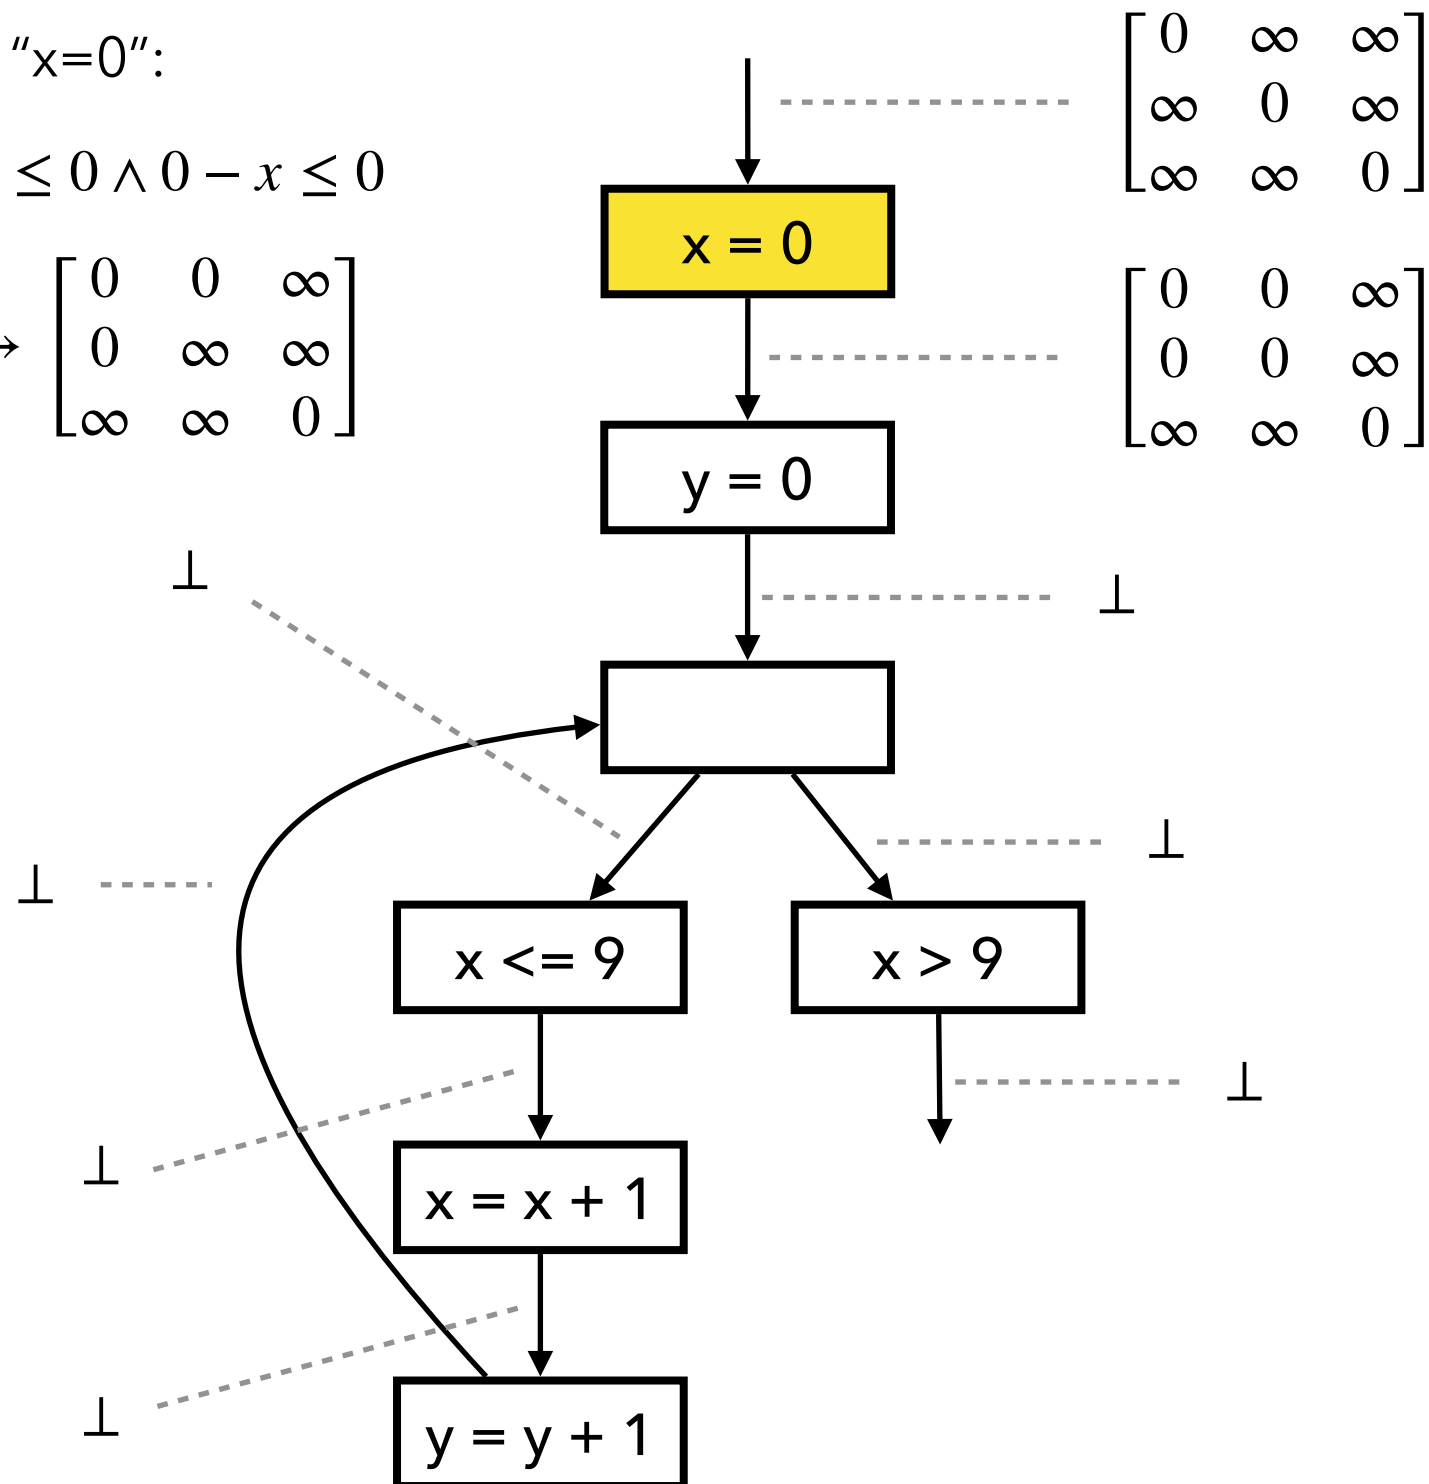 “x=0”:
≤ 0 ∧ 0 − x ≤ 0
→
0 0 ∞
0 ∞ ∞
∞ ∞ 0
0 ∞ ∞
∞ 0 ∞
∞ ∞ 0
x = 0
0 0 ∞
0 0 ∞
∞ ∞ 0
y = 0
⊥
⊥
⊥
⊥
x <= 9
x > 9
⊥
⊥
x = x + 1
⊥
y = y + 1